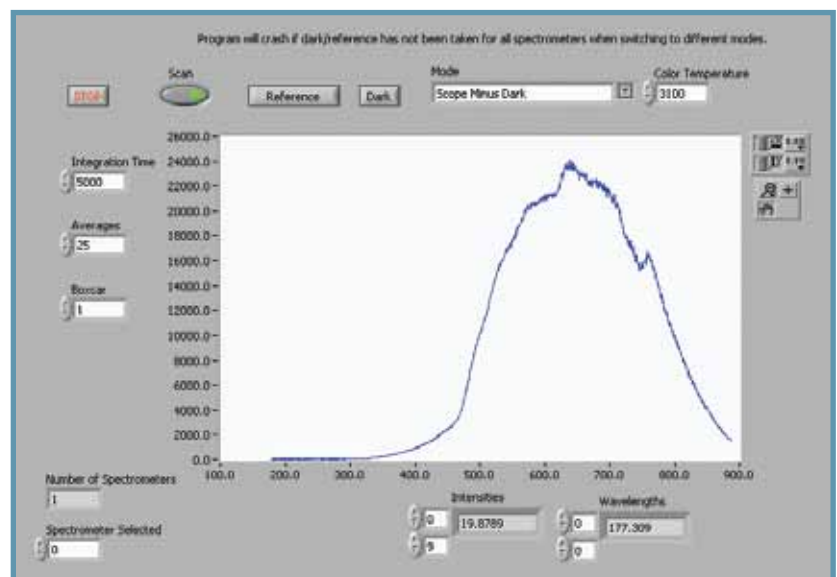 Program will crash if dark/reference has not been taken for all spectrometers when switching to different modes.
STOP
Scan
Reference
Dark
Mode
Scope Minus Dark
Color Temperature
3100
Integration Time
5000
Averages
25
Boxcar
1
26000.0
24000.0
22000.0
20000.0
18000.0
16000.0
14000.0
12000.0
10000.0
8000.0
6000.0
4000.0
2000.0
0.0
100.0 200.0 300.0 400.0 500.0 600.0 700.0 800.0 900.0
Number of Spectrometers
1
Spectrometer Selected
0
Intensities
0 19.8789
9
Wavelengths
0 177.309
0